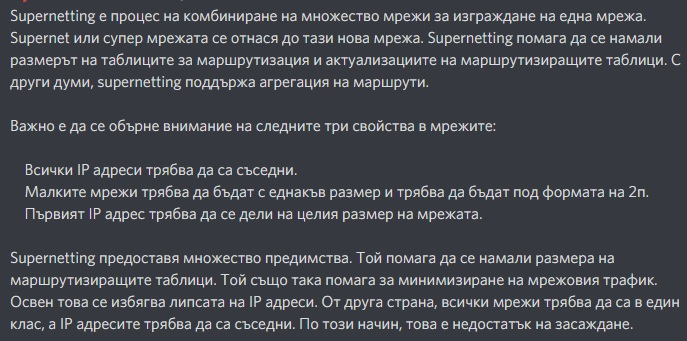 Supernetting е процес на комбиниране на множество мрежи за изграждане на една мрежа.
Supernet или супер мрежата се отнася до тази нова мрежа. Supernetting помага да се намали
размерът на таблиците за маршрутизация и актуализациите на маршрутизиращите таблици. С
други думи, supernetting поддържа агрегация на маршрути.
Важно е да се обърне внимание на следните три свойства в мрежите:
Всички IP адреси трябва да са съседни.
Малките мрежи трябва да бъдат с еднакъв размер и трябва да бъдат под формата на 2п.
Първият IP адрес трябва да се дели на целия размер на мрежата.
Supernetting предоставя множество предимства. Той помага да се намали размера на
маршрутизиращите таблици. Той също така помага за минимизиране на мрежовия трафик.
Освен това се избягва липсата на IP адреси. От друга страна, всички мрежи трябва да са в един
клас, а IP адресите трябва да са съседни. По този начин, това е недостатък на засаждане.